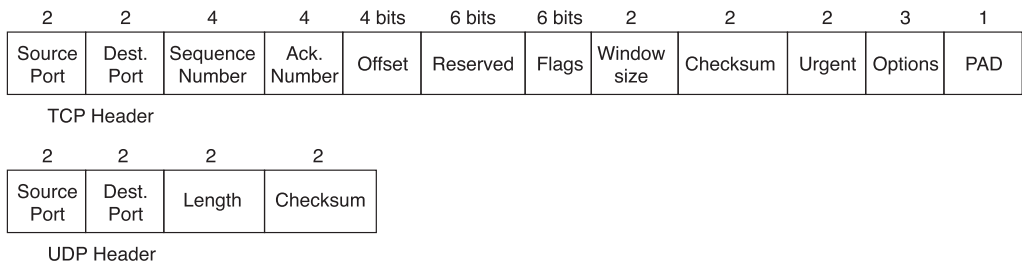 2 2 4 4 4 bits 6 bits 6 bits 2 2 2 3 1
Source Dest. Sequence Ack. Offset Reserved Flags Window Checksum Urgent Options PAD
Port Port Number Number size
TCP Header
2 2 2 2
Source Dest. Length Checksum
Port Port
UDP Header